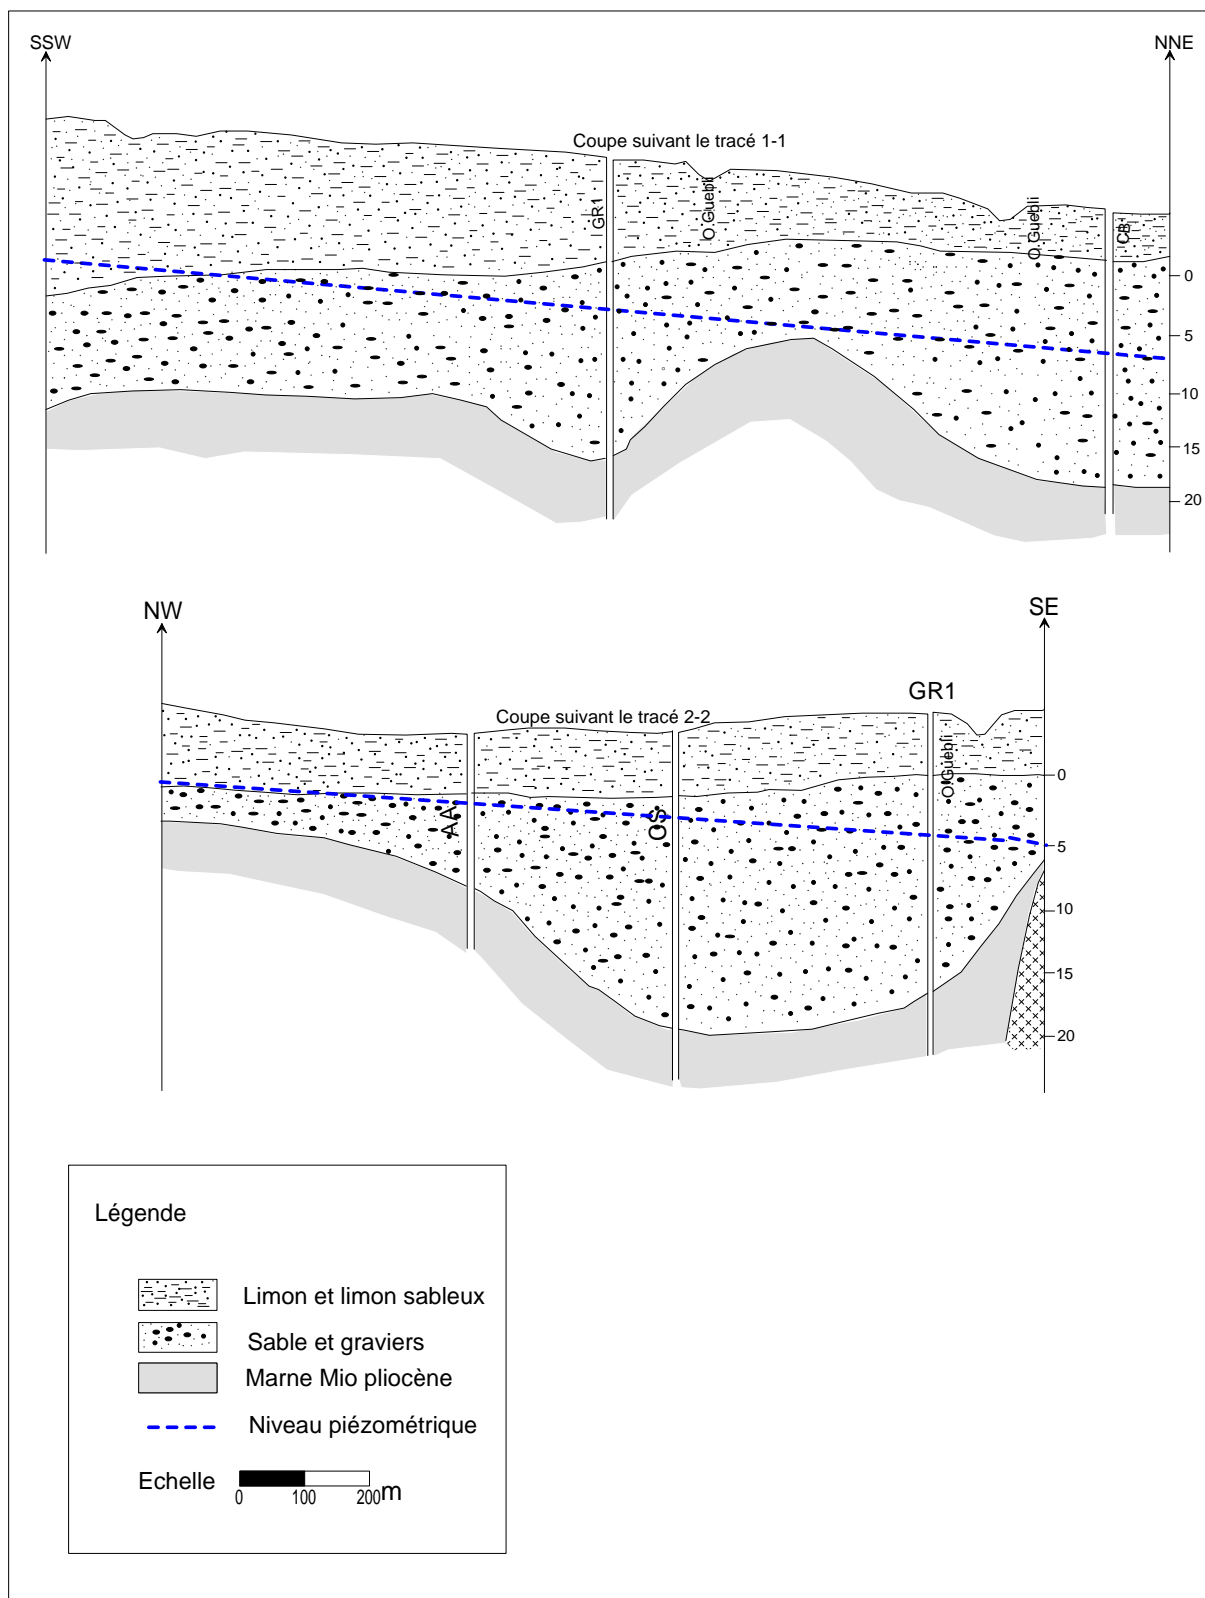 SSW
NNE
Coupe suivant le tracé 1-1
GR1
O.Guebli
O.Guebli
CB1
0
5
10
15
20
NW
SE
GR1
Coupe suivant le tracé 2-2
O.Guebli
AA
OS
0
5
10
15
20
Légende
Limon et limon sableux
Sable et graviers
Marne Mio pliocène
Niveau piézométrique
Echelle
0 100 200 m